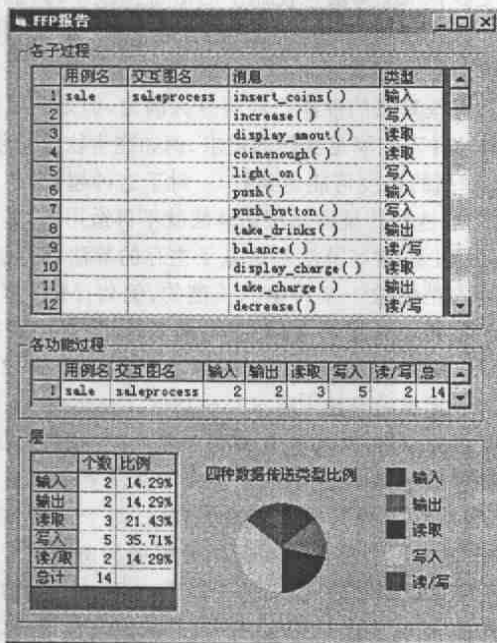 FFP报告
各子过程
用例名 交互图名 消息 类型
1 sale saleprocess insert_coins( ) 输入
2 increase( ) 写入
3 display_amout( ) 读取
4 coinenough( ) 读取
5 light_on( ) 写入
6 push( ) 输入
7 push_button( ) 写入
8 take_drinks( ) 输出
9 balance( ) 读/写
10 display_charge( ) 读取
11 take_charge( ) 输出
12 decrease( ) 读/写
各功能过程
用例名 交互图名 输入 输出 读取 写入 读/写 总
1 sale saleprocess 2 2 3 5 2 14
层
个数 比例
输入 2 14.29%
输出 2 14.29%
读取 3 21.43%
写入 5 35.71%
读/取 2 14.29%
总计 14
四种数据传送类型比例
输入
输出
读取
写入
读/写